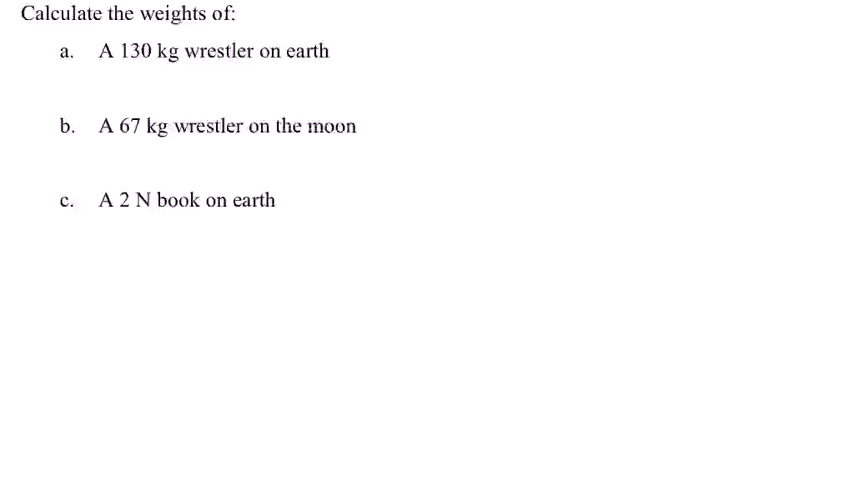 Calculate the weights of:
a. A 130 kg wrestler on earth
b. A 67 kg wrestler on the moon
c. A 2 N book on earth